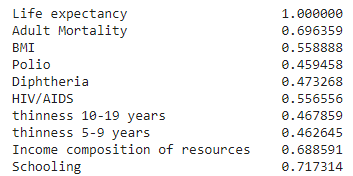 Life expectancy 1.000000
Adult Mortality 0.696359
BMI 0.558888
Polio 0.459458
Diphtheria 0.473268
HIV/AIDS 0.556556
thinness 10-19 years 0.467859
thinness 5-9 years 0.462645
Income composition of resources 0.688591
Schooling 0.717314